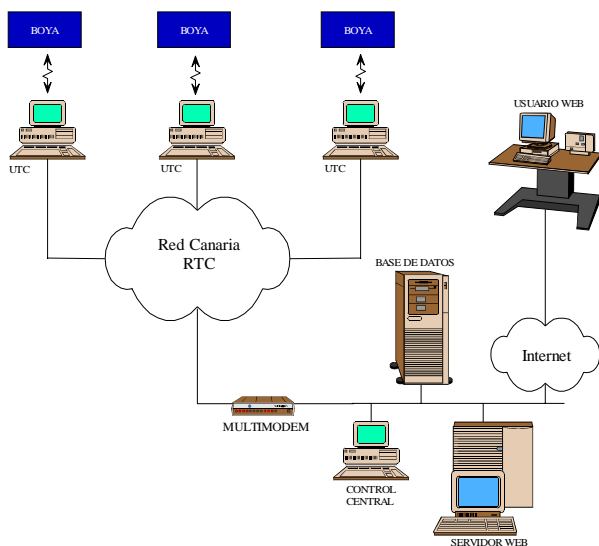 BOYA
BOYA
BOYA
UTC
UTC
UTC
USUARIO WEB
Red Canaria
RTC
BASE DE DATOS
Internet
MULTIMODEM
CONTROL
CENTRAL
SERVIDOR WEB